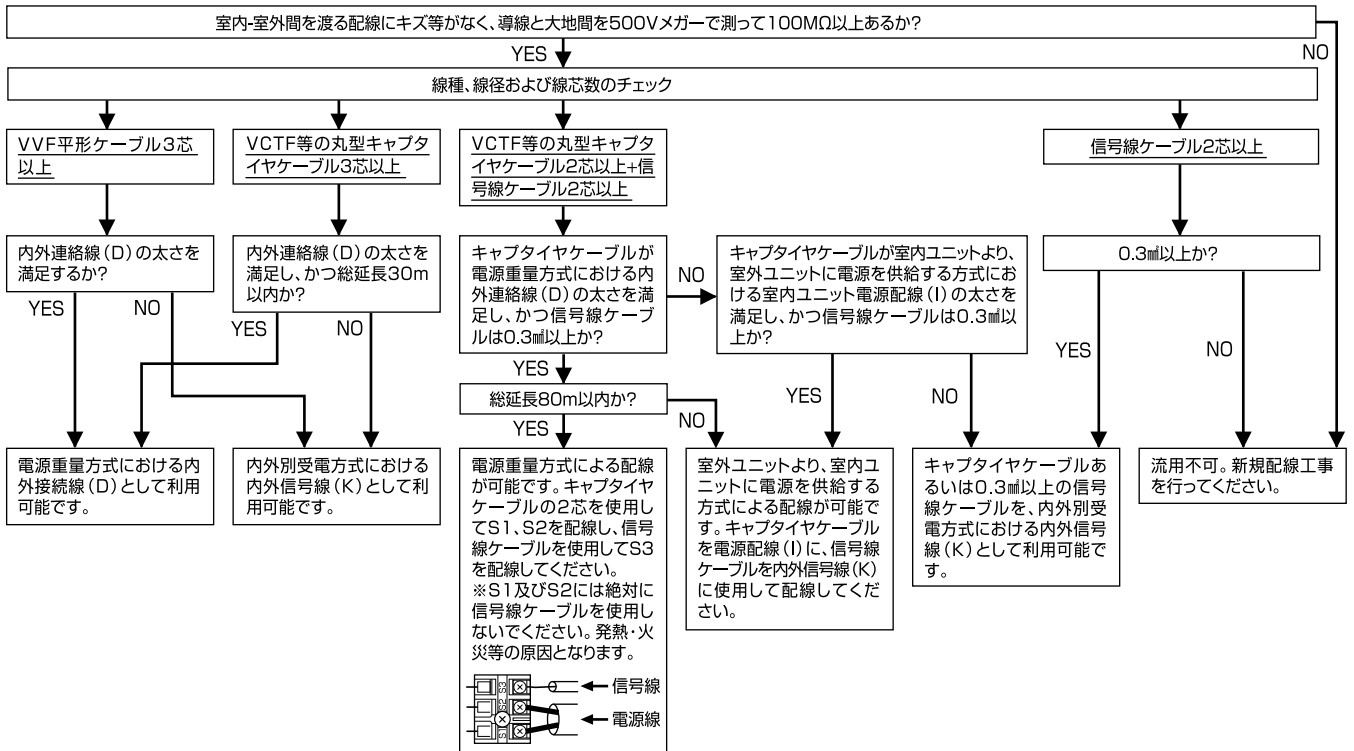 室内-室外間を渡る配線にキズ等がなく、導線と大地間を500Vメガーで測って100MΩ以上あるか?
YES
NO
線種、線径および線芯数のチェック
VVF平形ケーブル3芯
以上
VCTF等の丸型キャプタ
イヤケーブル3芯以上
VCTF等の丸型キャプタ
イヤケーブル2芯以上+信
号線ケーブル2芯以上
信号線ケーブル2芯以上
内外連絡線(D)の太さを
満足するか?
内外連絡線(D)の太さを
満足し、かつ総延長30m
以内か?
キャプタイヤケーブルが
電源重量方式における内
外連絡線(D)の太さを満
足し、かつ信号線ケーブ
ルは0.3㎟以上か?
NO
キャプタイヤケーブルが室内ユニットより、
室外ユニットに電源を供給する方式にお
ける室内ユニット電源配線(I)の太さを
満足し、かつ信号線ケーブルは0.3㎟以
上か?
0.3㎟以上か?
YES
NO
YES
NO
YES
YES
NO
YES
NO
総延長80m以内か?
NO
YES
電源重量方式における内
外接続線(D)として利用
可能です。
内外別受電方式における
内外信号線(K)として利
用可能です。
電源重量方式による配線
が可能です。キャプタイヤ
ケーブルの2芯を使用し
てS1、S2を配線し、信号
線ケーブルを使用してS3
を配線してください。
※S1及びS2には絶対に
信号線ケーブルを使用し
ないでください。発熱・火
災等の原因となります。
S3
S2
S1
信号線
電源線
室外ユニットより、室内ユ
ニットに電源を供給する
方式による配線が可能で
す。キャプタイヤケーブル
を電源配線(I)に、信号線
ケーブルを内外信号線(K)
に使用して配線してくだ
さい。
キャプタイヤケーブルあ
るいは0.3㎟以上の信号
線ケーブルを、内外別受
電方式における内外信号
線(K)として利用可能で
す。
流用不可。新規配線工事
を行ってください。